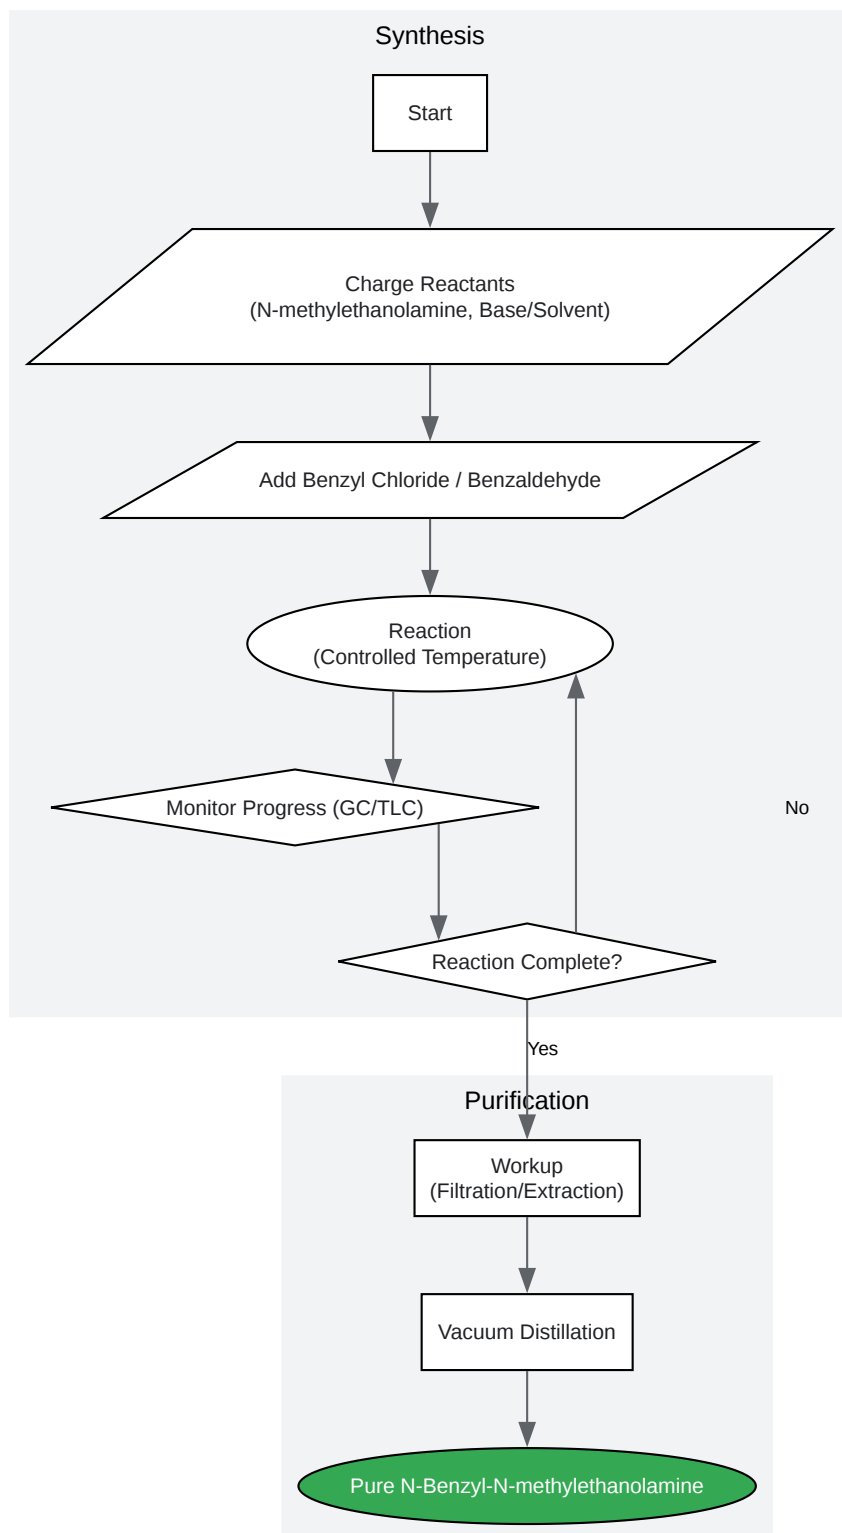 Synthesis
Start
Charge Reactants
(N-methylethanolamine, Base/Solvent)
Add Benzyl Chloride / Benzaldehyde
Reaction
(Controlled Temperature)
Monitor Progress (GC/TLC)
No
Reaction Complete?
Yes
Purification
Workup
(Filtration/Extraction)
Vacuum Distillation
Pure N-Benzyl-N-methylethanolamine